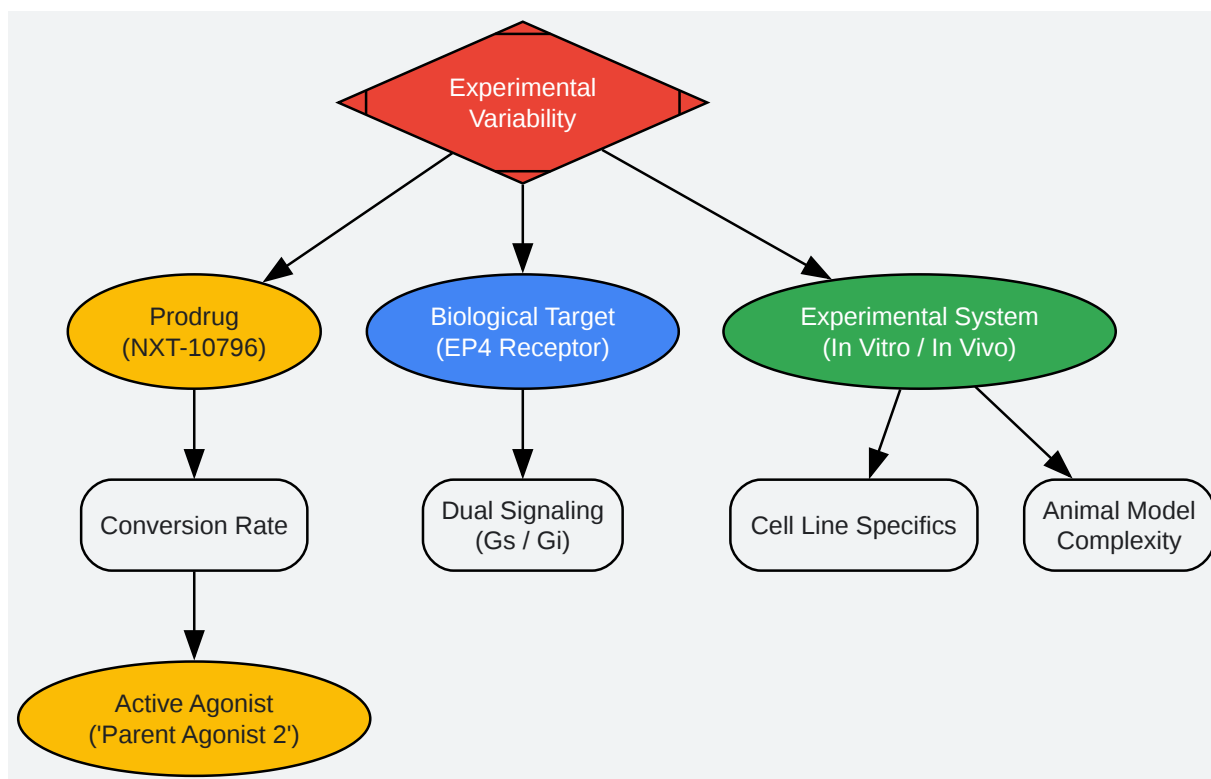 Experimental
Variability
Prodrug
(NXT-10796)
Biological Target
(EP4 Receptor)
Experimental System
(In Vitro / In Vivo)
Conversion Rate
Dual Signaling
(Gs / Gi)
Cell Line Specifics
Animal Model
Complexity
Active Agonist
('Parent Agonist 2')